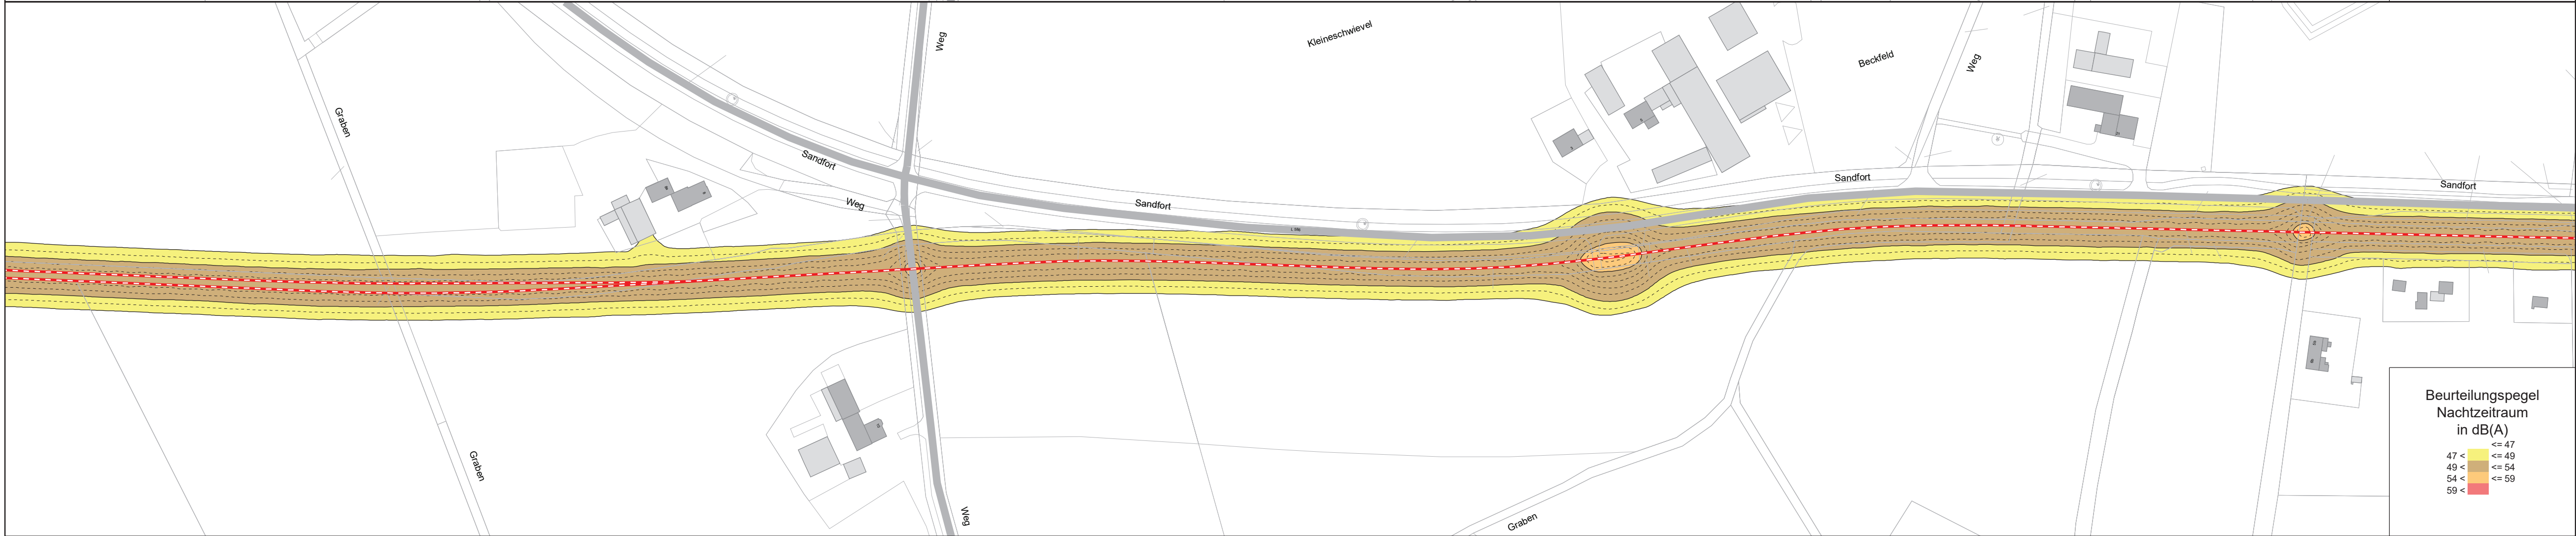 Weg
Kleineschwievel
Beckfeld
Weg
Graben
Sandfort
Weg
Sandfort
Sandfort
Sandfort
Graben
Weg
Graben
Beurteilungspegel
Nachtzeitraum
in dB(A)
<= 47
47 < <= 49
49 < <= 54
54 < <= 59
59 <